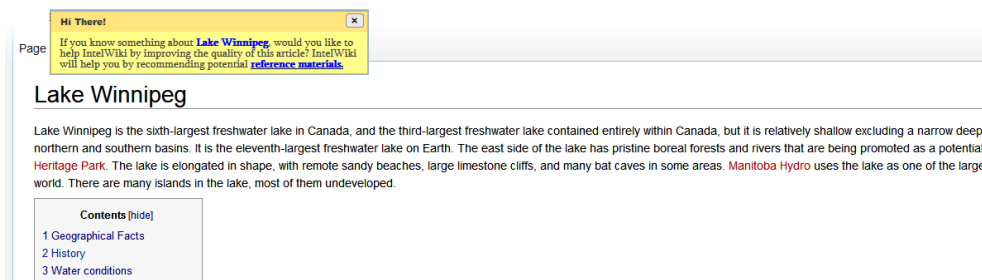 Hi There! x
If you know something about Lake Winnipeg, would you like to
help IntelWiki by improving the quality of this article? IntelWiki
will help you by recommending potential reference materials.
Page
Lake Winnipeg
Lake Winnipeg is the sixth-largest freshwater lake in Canada, and the third-largest freshwater lake contained entirely within Canada, but it is relatively shallow excluding a narrow deep
northern and southern basins. It is the eleventh-largest freshwater lake on Earth. The east side of the lake has pristine boreal forests and rivers that are being promoted as a potential
Heritage Park. The lake is elongated in shape, with remote sandy beaches, large limestone cliffs, and many bat caves in some areas. Manitoba Hydro uses the lake as one of the large
world. There are many islands in the lake, most of them undeveloped.
Contents [hide]
1 Geographical Facts
2 History
3 Water conditions